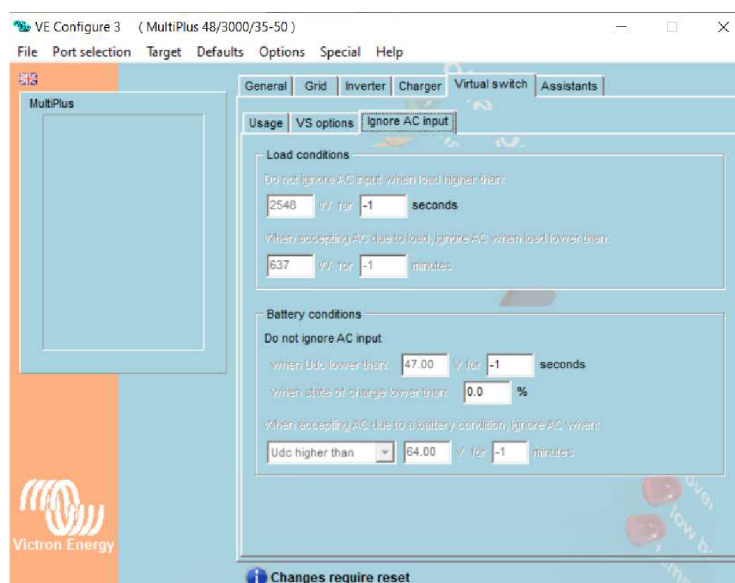 VE Configure 3 ( MultiPlus 48/3000/35-50 )
File Port selection Target Defaults Options Special Help
General Grid Inverter Charger Virtual switch Assistants
MultiPlus
Usage VS options Ignore AC input
Load conditions
Do not ignore AC input when load higher than:
2548 W for -1 seconds
When accepting AC due to load, ignore AC when load lower than:
637 W for -1 minutes
Battery conditions
Do not ignore AC input
when Udc lower than: 47.00 V for -1 seconds
when state of charge lower than: 0.0 %
When accepting AC due to a battery condition, ignore AC when:
Udc higher than 64.00 V for -1 minutes
over
low b
temp
Victron Energy
Changes require reset